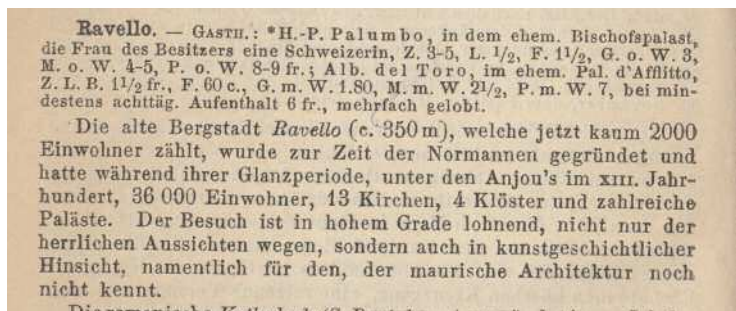 Ravello. — GASTH.: *H.-P. Palumbo, in dem ehem. Bischofspalast,
die Frau des Besitzers eine Schweizerin, Z. 3-5, L. 1/2, F. 11/2, G. o. W. 3,
M. o. W. 4-5, P. o. W. 8-9 fr.; Alb. del Toro, im ehem. Pal. d'Afflitto,
Z. L. B. 11/2 fr., F. 60 c., G. m. W. 1.80, M. m. W. 21/2, P. m. W. 7, bei min-
destens achttäg. Aufenthalt 6 fr., mehrfach gelobt.
Die alte Bergstadt Ravello (c. 350 m), welche jetzt kaum 2000
Einwohner zählt, wurde zur Zeit der Normannen gegründet und
hatte während ihrer Glanzperiode, unter den Anjou's im XIII. Jahr-
hundert, 36 000 Einwohner, 13 Kirchen, 4 Klöster und zahlreiche
Paläste. Der Besuch ist in hohem Grade lohnend, nicht nur der
herrlichen Aussichten wegen, sondern auch in kunstgeschichtlicher
Hinsicht, namentlich für den, der maurische Architektur noch
nicht kennt.